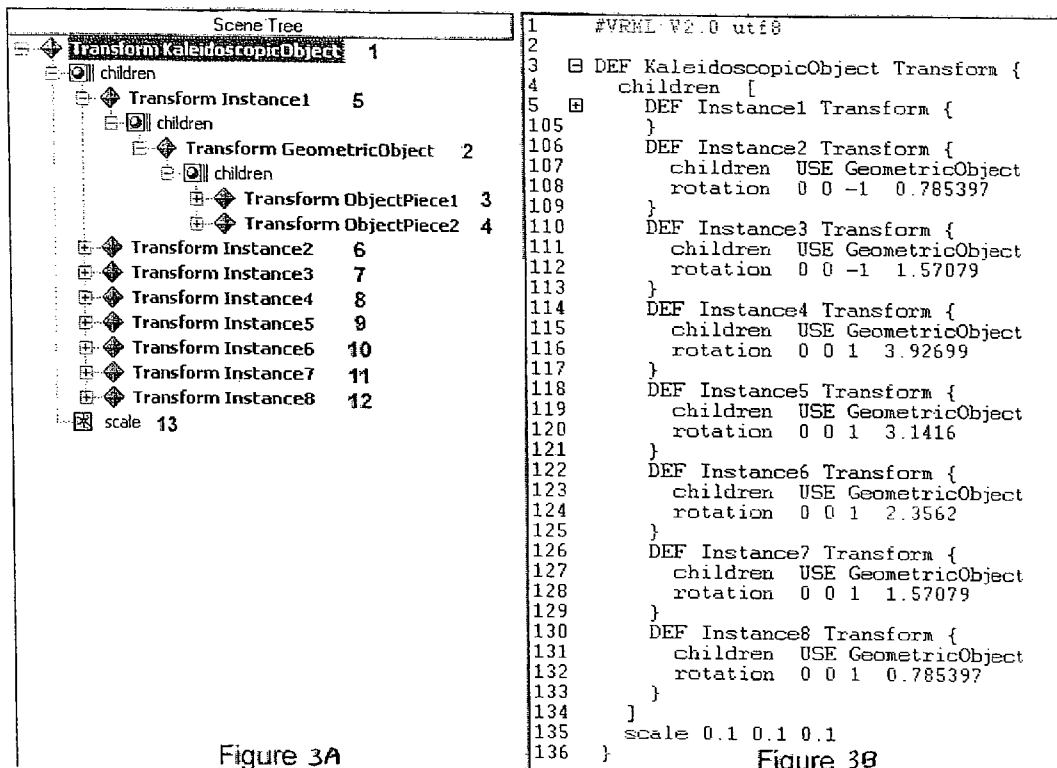 Scene Tree
Transform KaleidoscopicObject 1
children
Transform Instance1 5
children
Transform GeometricObject 2
children
Transform ObjectPiece1 3
Transform ObjectPiece2 4
Transform Instance2 6
Transform Instance3 7
Transform Instance4 8
Transform Instance5 9
Transform Instance6 10
Transform Instance7 11
Transform Instance8 12
scale 13
Figure 3A
1 #VRML V2.0 utf8
2
3 DEF KaleidoscopicObject Transform {
4 children [
5 DEF Instance1 Transform {
105 }
106 DEF Instance2 Transform {
107 children USE GeometricObject
108 rotation 0 0 -1 0.785397
109 }
110 DEF Instance3 Transform {
111 children USE GeometricObject
112 rotation 0 0 -1 1.57079
113 }
114 DEF Instance4 Transform {
115 children USE GeometricObject
116 rotation 0 0 1 3.92699
117 }
118 DEF Instance5 Transform {
119 children USE GeometricObject
120 rotation 0 0 1 3.1416
121 }
122 DEF Instance6 Transform {
123 children USE GeometricObject
124 rotation 0 0 1 2.3562
125 }
126 DEF Instance7 Transform {
127 children USE GeometricObject
128 rotation 0 0 1 1.57079
129 }
130 DEF Instance8 Transform {
131 children USE GeometricObject
132 rotation 0 0 1 0.785397
133 }
134 ]
135 scale 0.1 0.1 0.1
136 }
Figure 3B